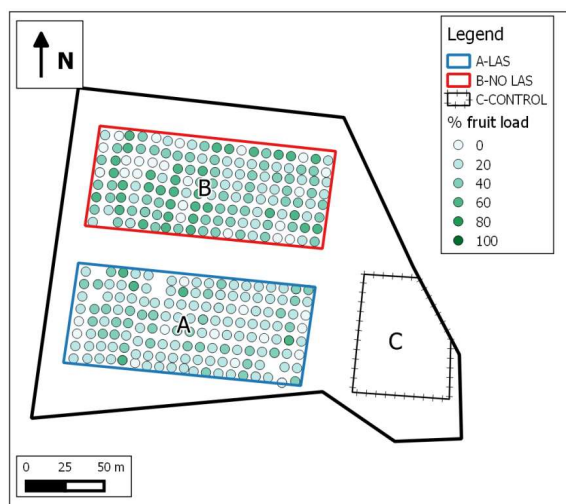 N
Legend
A-LAS
B-NO LAS
C-CONTROL
% fruit load
0
20
40
60
80
100
B
A
C
0 25 50 m